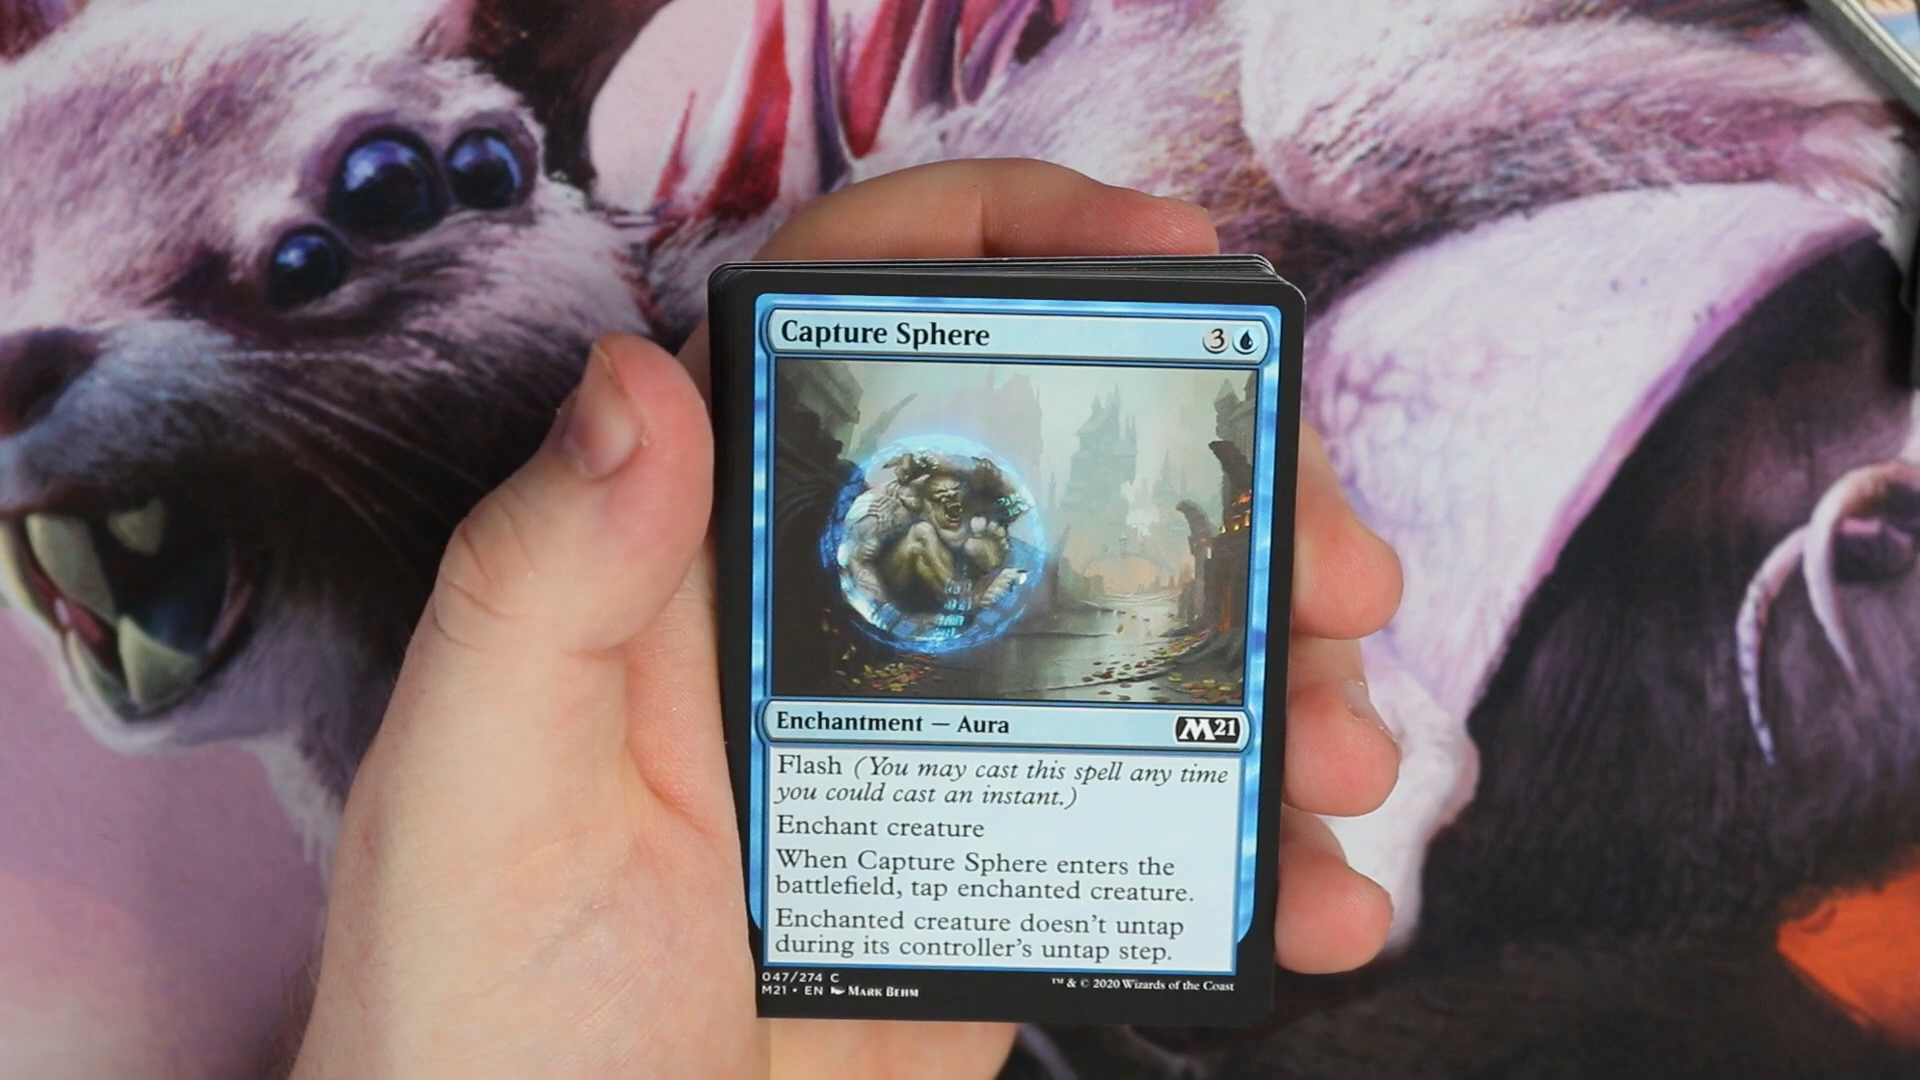 Capture Sphere 3
Enchantment — Aura M21
Flash (You may cast this spell any time
you could cast an instant.)
Enchant creature
When Capture Sphere enters the
battlefield, tap enchanted creature.
Enchanted creature doesn't untap
during its controller's untap step.
047/274 C
M21 • EN Mark Behm
™ & © 2020 Wizards of the Coast